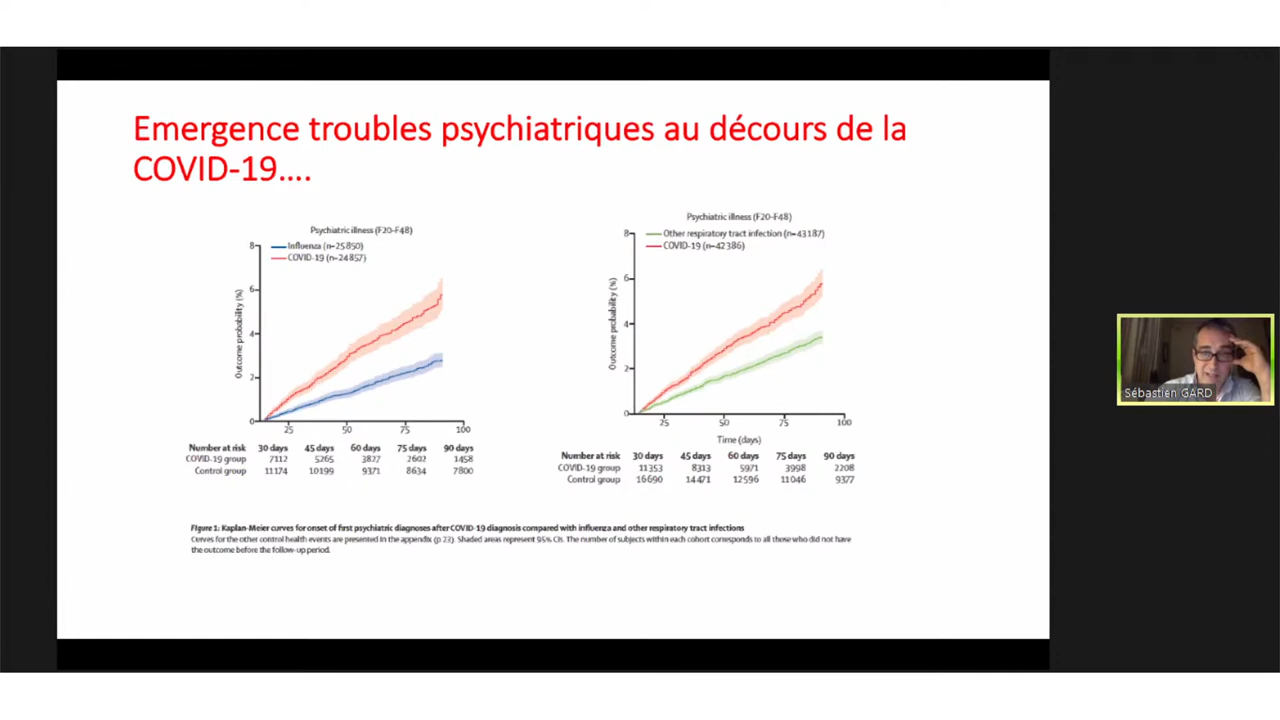 Emergence troubles psychiatriques au décours de la
COVID-19....
Psychiatric illness (F20-F48)
Influenza (n=25850)
COVID-19 (n=24857)
Outcome probability (%)
8
6
4
2
0
25 50 75 100
Number at risk 30 days 45 days 60 days 75 days 90 days
COVID-19 group 7112 5265 3827 2602 1458
Control group 11174 10199 9371 8634 7800
Psychiatric illness (F20-F48)
Other respiratory tract infection (n=43187)
COVID-19 (n=42386)
Outcome probability (%)
8
6
4
2
0
25 50 75 100
Time (days)
Number at risk 30 days 45 days 60 days 75 days 90 days
COVID-19 group 11353 8313 5971 3998 2208
Control group 16690 14471 12596 11046 9377
Figure 1: Kaplan-Meier curves for onset of first psychiatric diagnoses after COVID-19 diagnosis compared with influenza and other respiratory tract infections
Curves for the other control health events are presented in the appendix (p 23). Shaded areas represent 95% CIs. The number of subjects within each cohort corresponds to all those who did not have
the outcome before the follow-up period.
Sébastien GARD